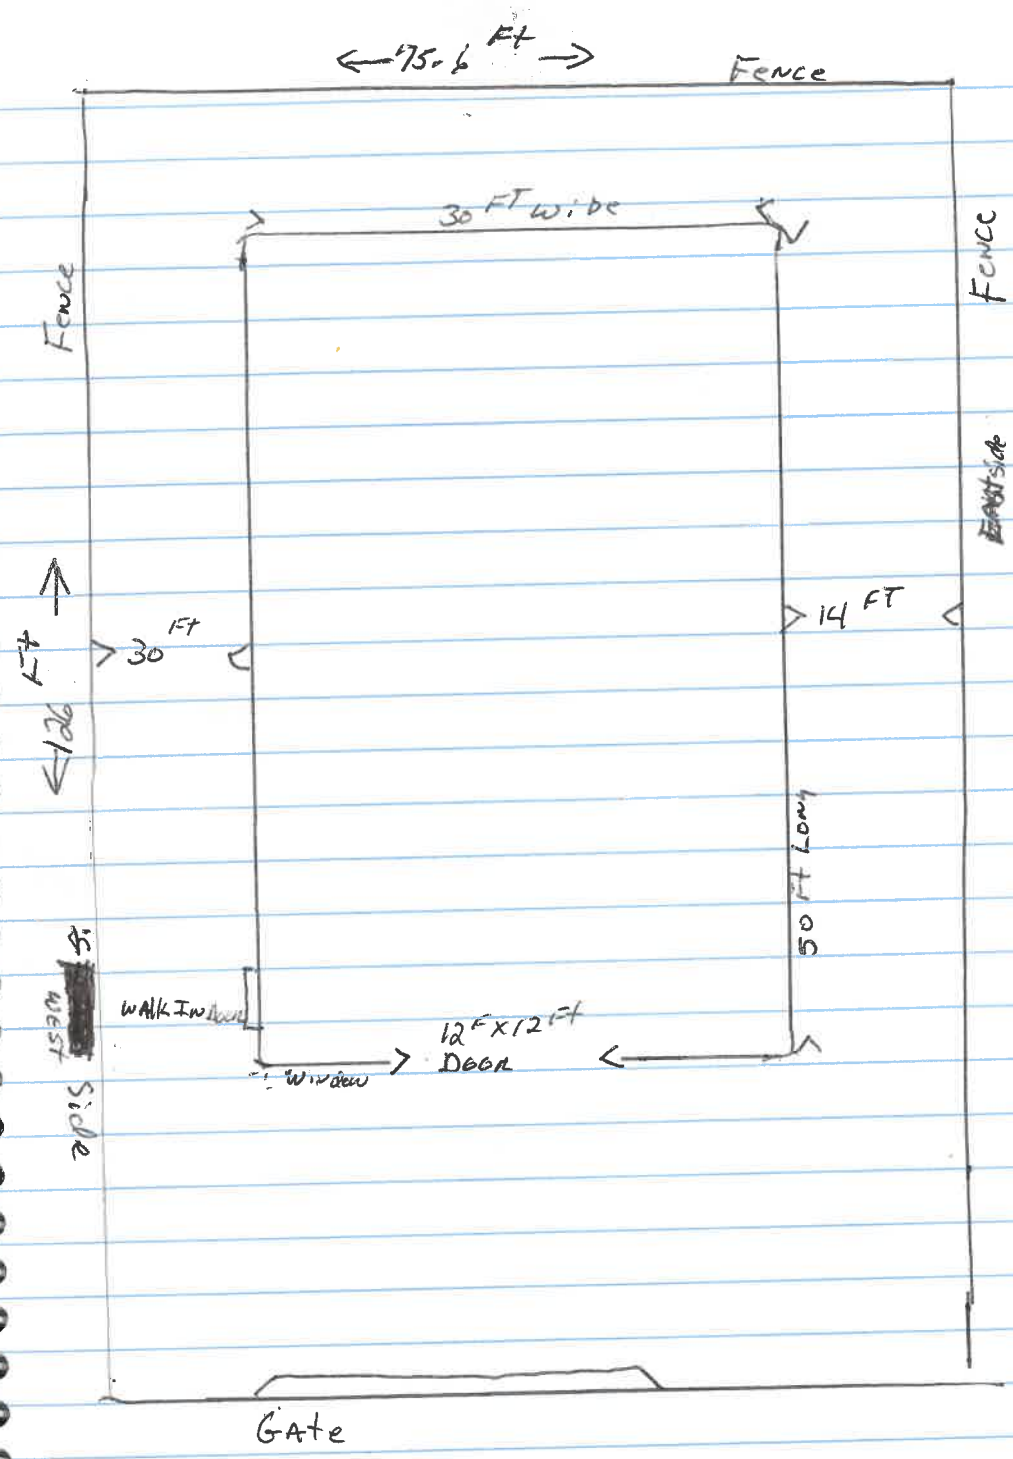 75.6 Ft
Fence
30 FT wide
Fence
Fence
East side
30 Ft
14 FT
126 Ft
50 Ft Long
WALK IN Door
12 F x 12 Ft
DOOR
Window
WEST
Side
GAte